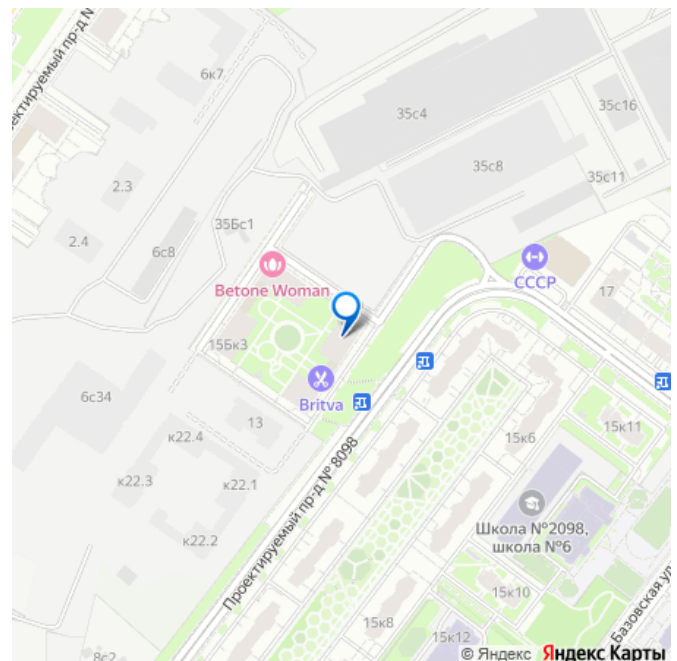 ектируемый пр-д N
6к7
35с4
35с16
35с8
35с11
2.3
2.4
6с8
35Бс1
Betone Woman
СССР
17
15Бк3
Britva
6с34
13
к22.4
к22.3
к22.1
к22.2
Проектируемый пр-д № 8098
15к6
15к11
Школа №2098,
школа №6
15к10
15к8
15к12
Базовская ул
8с2
© Яндекс Яндекс Карты